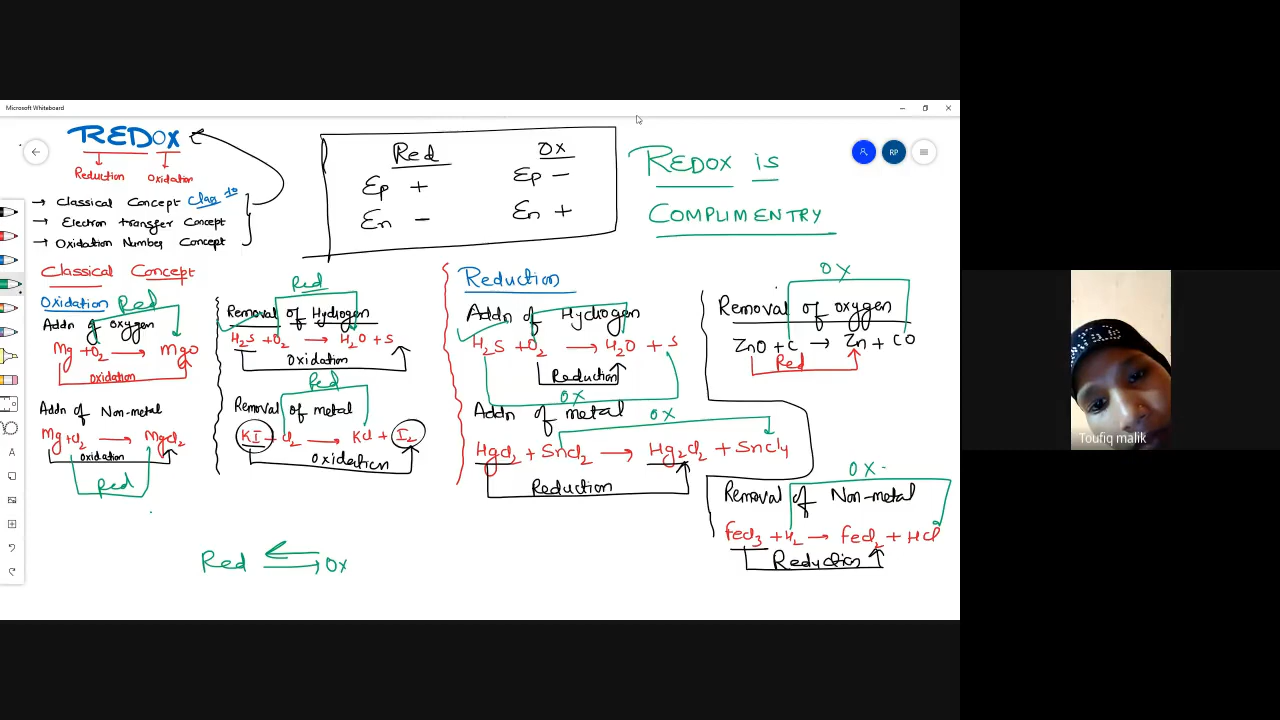 Microsoft Whiteboard
REDOX
Reduction Oxidation
→ Classical Concept Class 10
→ Electron transfer Concept
→ Oxidation Number Concept
Red OX
Ep + Ep -
En - En +
REDOX is
COMPLIMENTRY
RP
Classical Concept
Oxidation
Red
Addn of oxygen
Mg + O2 → MgO
oxidation
Addn of Non-metal
Mg + Cl2 → MgCl2
oxidation
Red
Red
Removal of Hydrogen
H2S + O2 → H2O + S
Oxidation
Red
Removal of metal
KI + Cl2 → KCl + I2
Oxidation
Reduction
Addn of Hydrogen
H2S + O2 → H2O + S
Reduction
OX
Addn of metal
OX
HgCl2 + SnCl2 → Hg2Cl2 + SnCl4
Reduction
OX
Removal of oxygen
ZnO + C → Zn + CO
Red
OX
Removal of Non-metal
FeCl3 + H2 → FeCl2 + HCl
Reduction
Red ⇌ OX
Toufiq malik